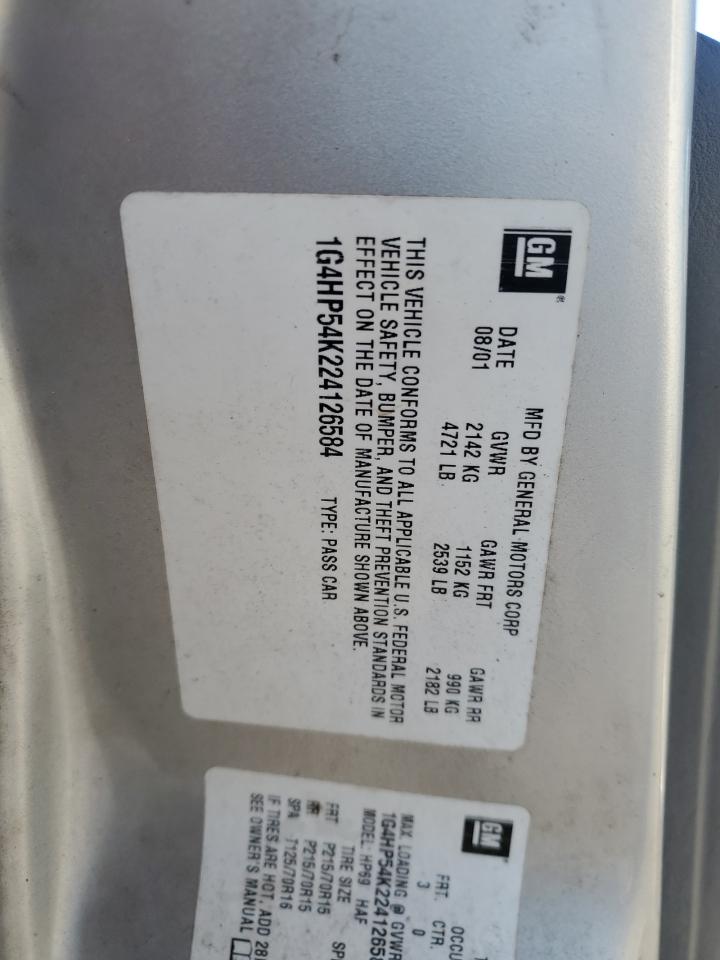 GM®
MFD BY GENERAL MOTORS CORP
DATE GVWR GAWR FRT GAWR RR
08/01 2142 KG 1152 KG 990 KG
4721 LB 2539 LB 2182 LB
THIS VEHICLE CONFORMS TO ALL APPLICABLE U.S. FEDERAL MOTOR
VEHICLE SAFETY, BUMPER, AND THEFT PREVENTION STANDARDS IN
EFFECT ON THE DATE OF MANUFACTURE SHOWN ABOVE.
1G4HP54K224126584 TYPE: PASS CAR
GM
OCCU
FRT. CTR.
3 0
MAX. LOADING @ GVWR
1G4HP54K22412658
MODEL: HP69 HAF
TIRE SIZE
FRT P215/70R15
RR P215/70R15
SPA T125/70R16
IF TIRES ARE HOT, ADD 28
SEE OWNER'S MANUAL